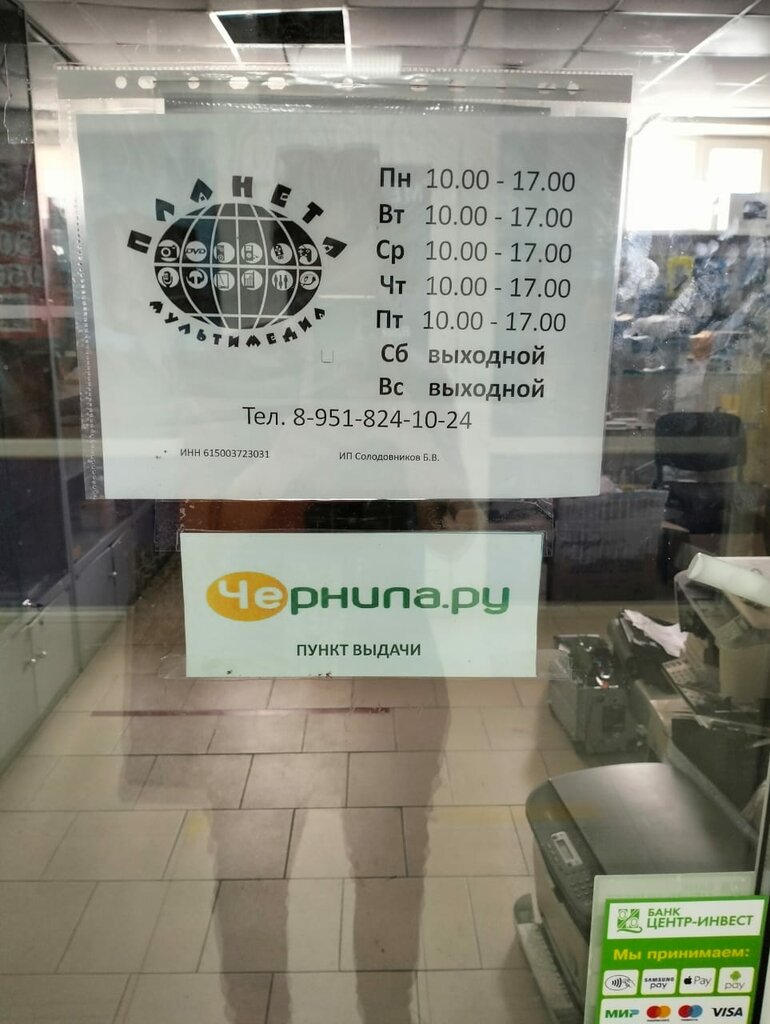 ПЛАНЕТА
DVD
МУЛЬТИМЕДИА
Пн 10.00 - 17.00
Вт 10.00 - 17.00
Ср 10.00 - 17.00
Чт 10.00 - 17.00
Пт 10.00 - 17.00
Сб выходной
Вс выходной
Тел. 8-951-824-10-24
ИНН 615003723031 ИП Солодовников Б.В.
Чернила.ру
ПУНКТ ВЫДАЧИ
БАНК
ЦЕНТР-ИНВЕСТ
Мы принимаем:
SAMSUNG pay Pay pay
МИР VISA